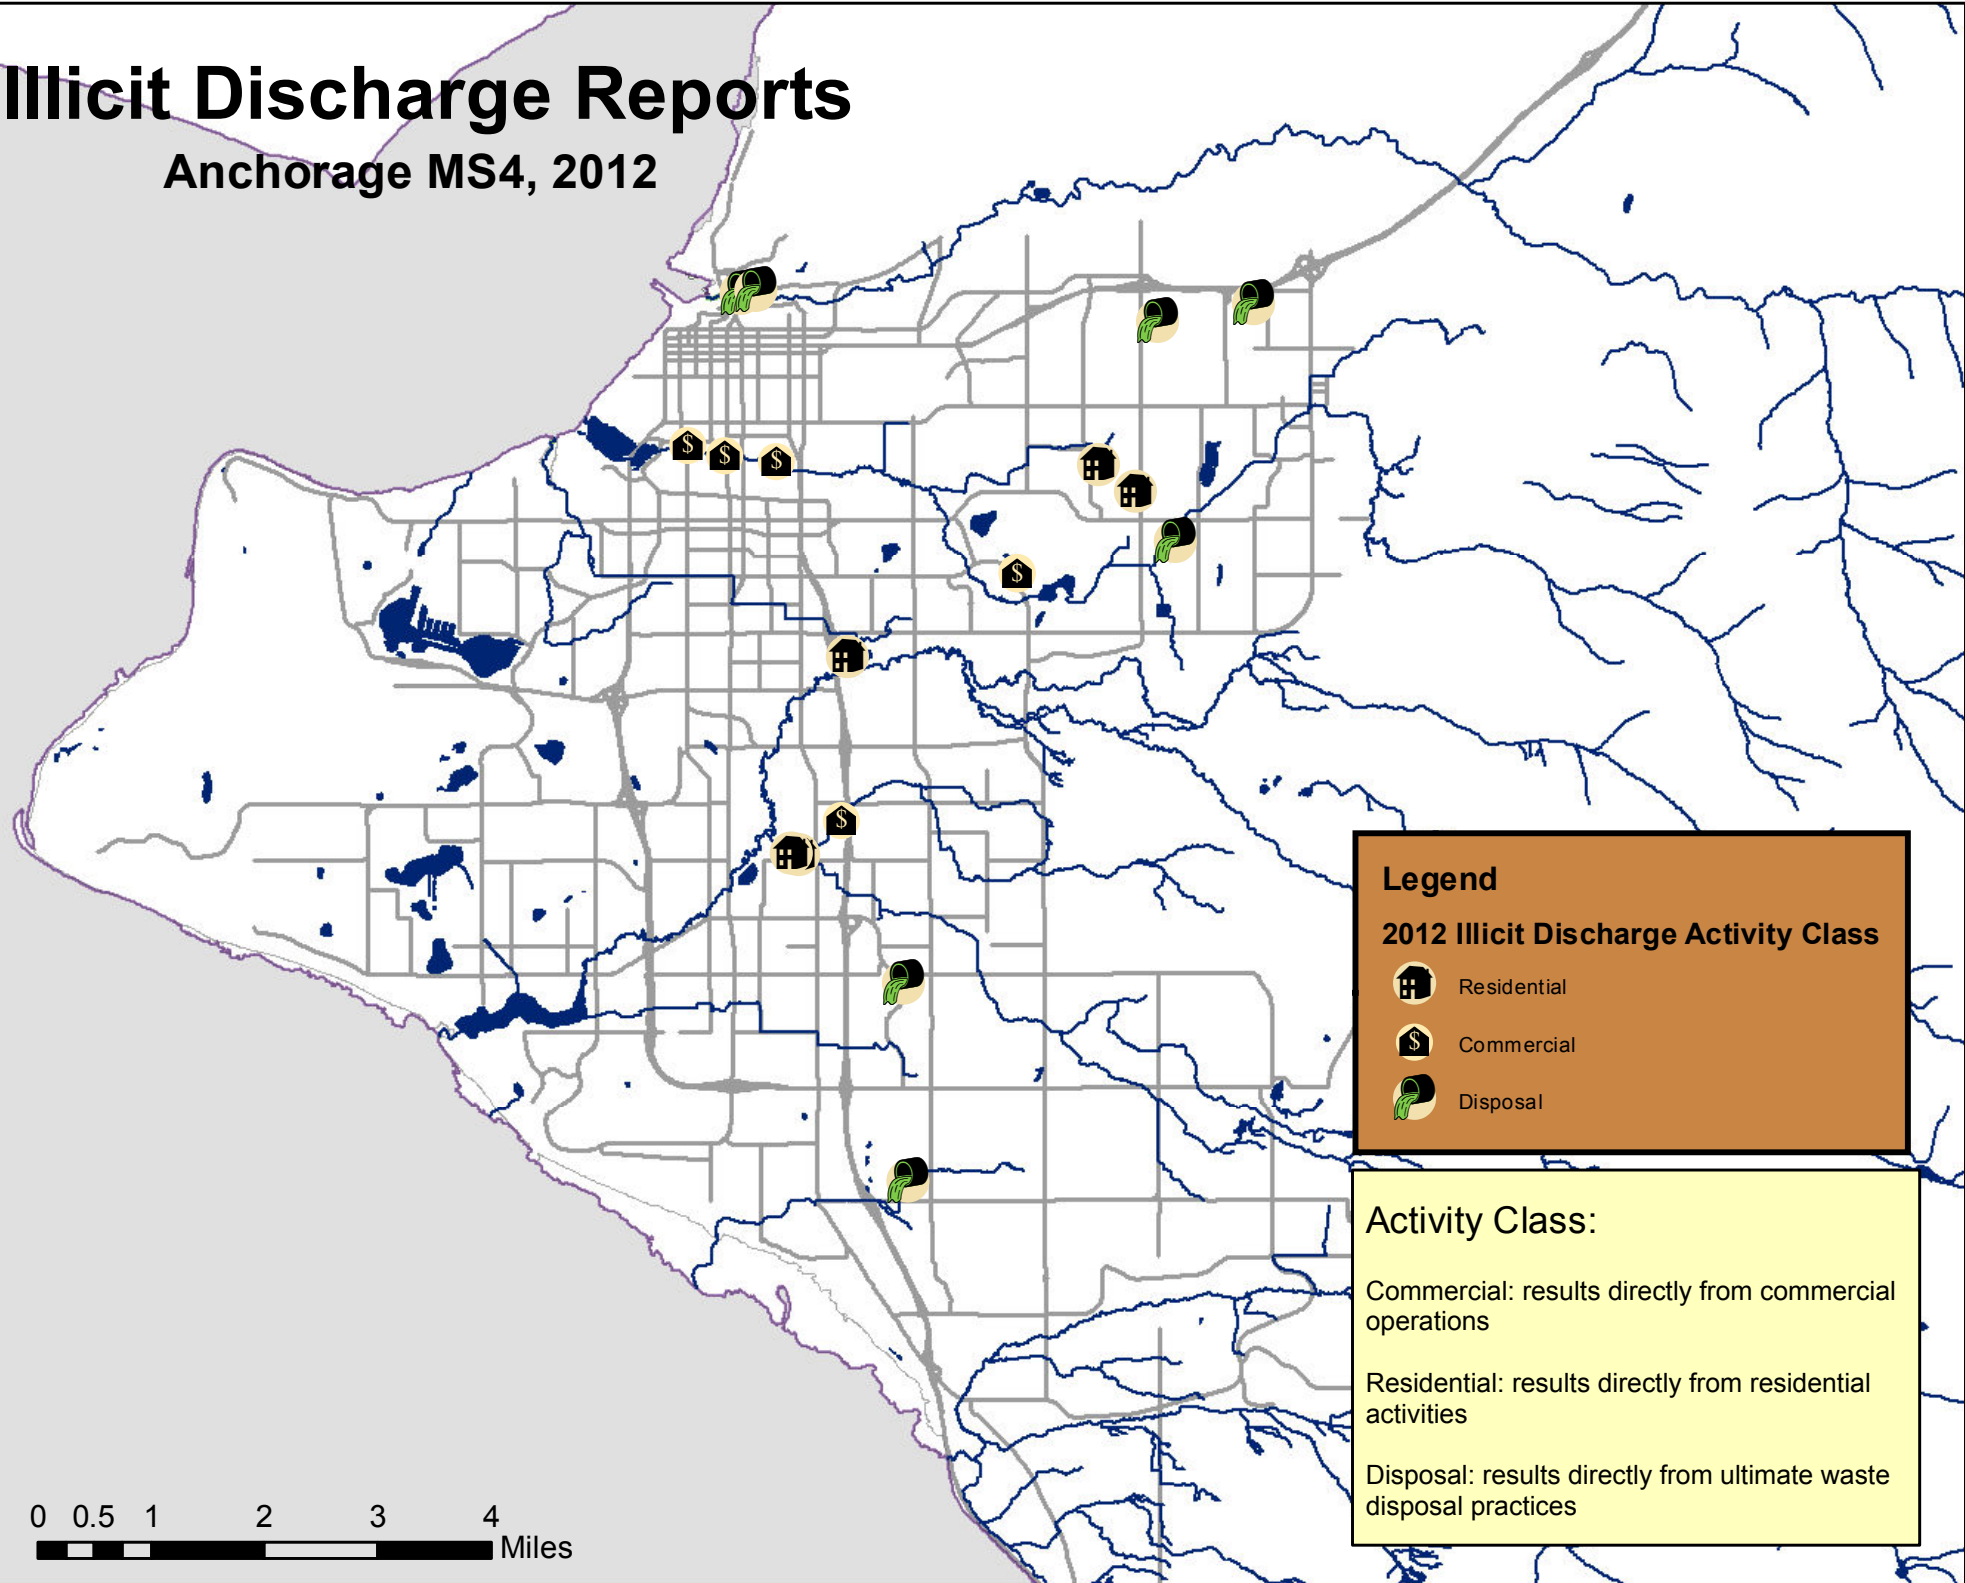 Illicit Discharge Reports
Anchorage MS4, 2012
$
$
$
$
$
Legend
2012 Illicit Discharge Activity Class
Residential
$
Commercial
Disposal
Activity Class:
Commercial: results directly from commercial
operations
Residential: results directly from residential
activities
Disposal: results directly from ultimate waste
disposal practices
0 0.5 1 2 3 4
Miles